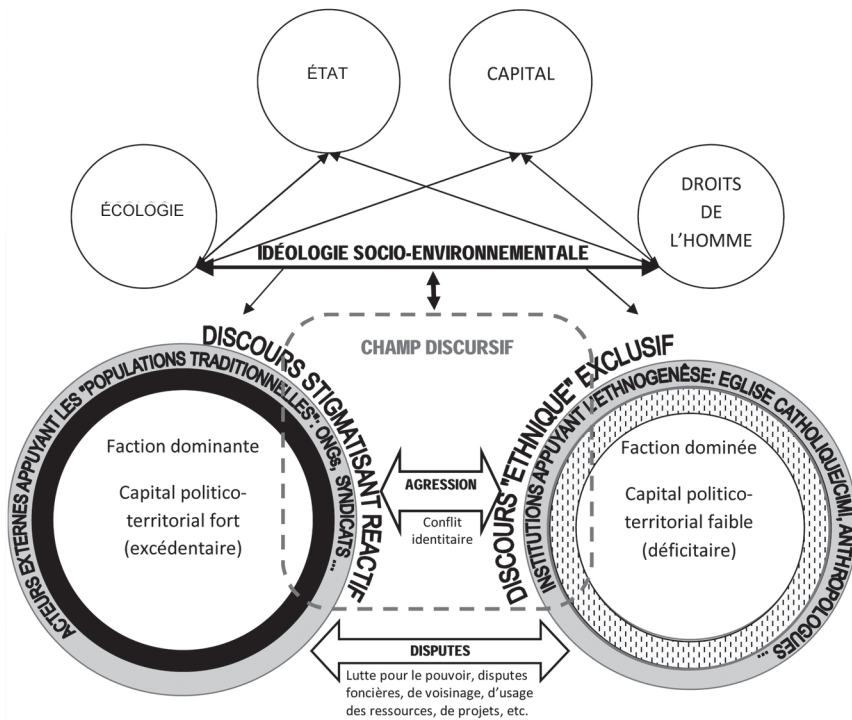 ÉTAT
CAPITAL
ÉCOLOGIE
DROITS
DE
L'HOMME
IDÉOLOGIE SOCIO-ENVIRONNEMENTALE
CHAMP DISCURSIF
DISCOURS STIGMATISANT REACTIF
ACTEURS EXTERNES APPUYANT LES "POPULATIONS TRADITIONNELLES": ONGs, SYNDICATS ...
Faction dominante
Capital politico-
territorial fort
(excédentaire)
AGRESSION
Conflit
identitaire
DISCOURS "ETHNIQUE" EXCLUSIF
INSTITUTIONS APPUYANT L'ETHNOGENÊSE: EGLISE CATHOLIQUE/CIMI, ANTHROPOLOGUES ...
Faction dominée
Capital politico-
territorial faible
(déficitaire)
DISPUTES
Lutte pour le pouvoir, disputes
foncières, de voisinage, d'usage
des ressources, de projets, etc.